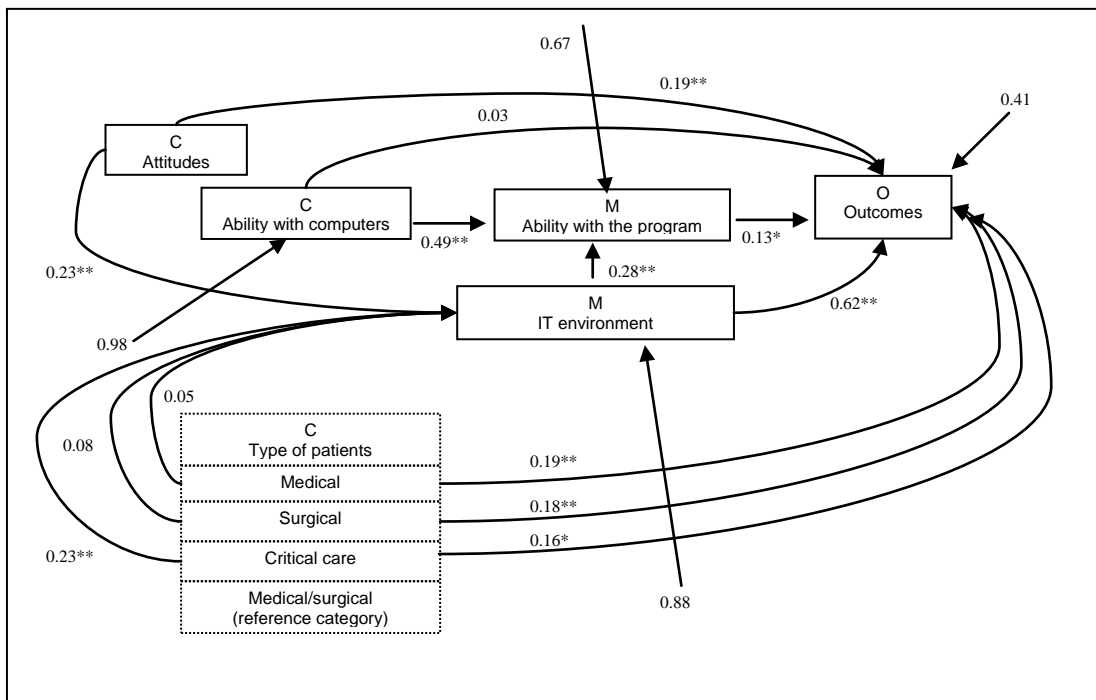 0.67
0.19**
0.41
0.03
C
Attitudes
C
Ability with computers
0.49**
M
Ability with the program
0.13*
O
Outcomes
0.23**
0.28**
M
IT environment
0.62**
0.98
0.05
0.08
C
Type of patients
Medical
0.19**
Surgical
0.18**
0.16*
Critical care
0.23**
Medical/surgical
(reference category)
0.88